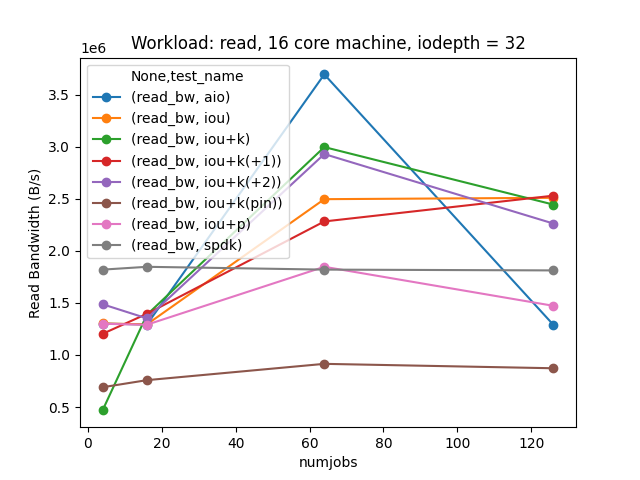 Workload: read, 16 core machine, iodepth = 32
1e6
None,test_name
(read_bw, aio)
(read_bw, iou)
(read_bw, iou+k)
(read_bw, iou+k(+1))
(read_bw, iou+k(+2))
(read_bw, iou+k(pin))
(read_bw, iou+p)
(read_bw, spdk)
Read Bandwidth (B/s)
3.5
3.0
2.5
2.0
1.5
1.0
0.5
0 20 40 60 80 100 120
numjobs